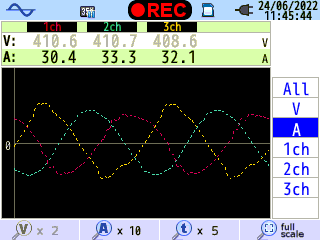 REC 24/06/2022
11:45:44
1ch 2ch 3ch
V: 410.6 410.7 408.6 V
A: 30.4 33.3 32.1 A
All
V
A
1ch
2ch
3ch
0
V x 2 A x 10 t x 5 full
scale